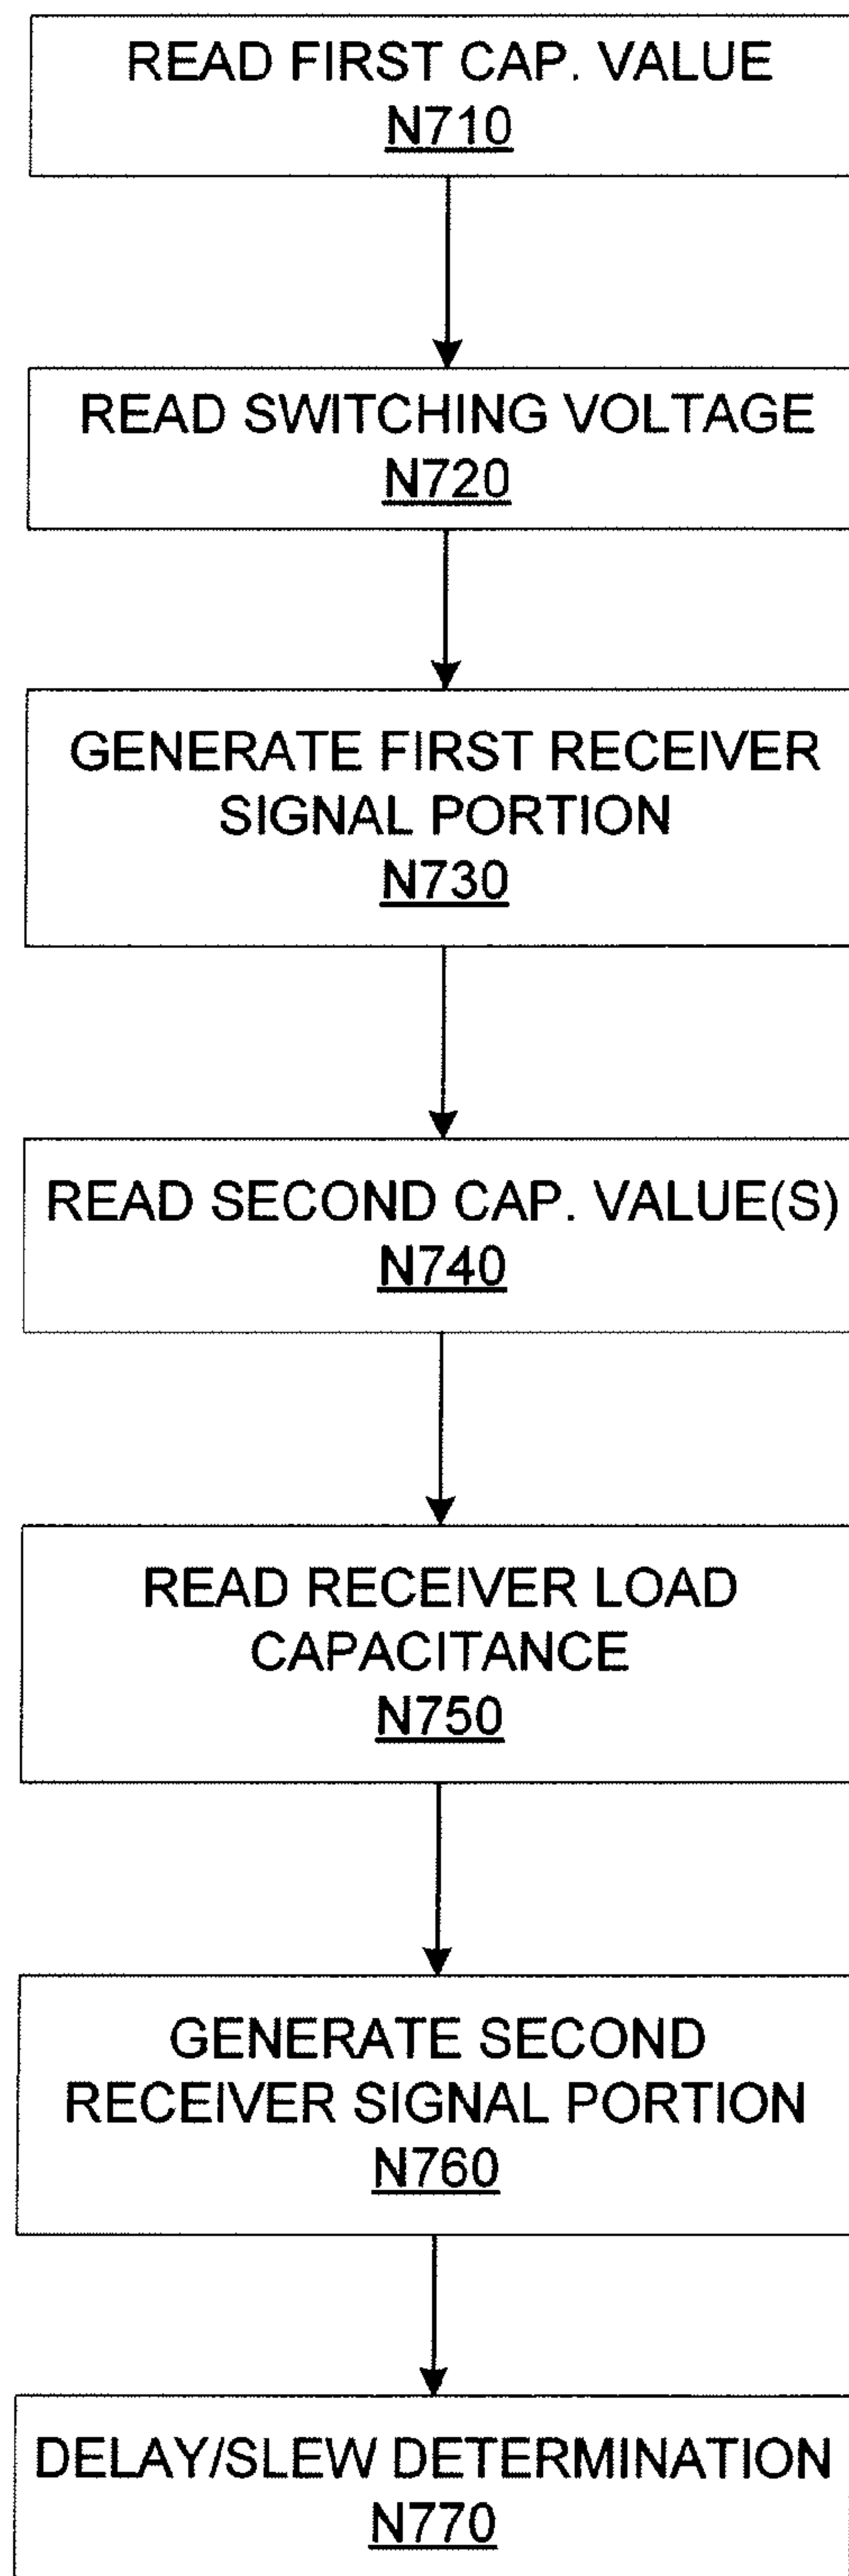 READ FIRST CAP. VALUE
N710
READ SWITCHING VOLTAGE
N720
GENERATE FIRST RECEIVER
SIGNAL PORTION
N730
READ SECOND CAP. VALUE(S)
N740
READ RECEIVER LOAD
CAPACITANCE
N750
GENERATE SECOND
RECEIVER SIGNAL PORTION
N760
DELAY/SLEW DETERMINATION
N770